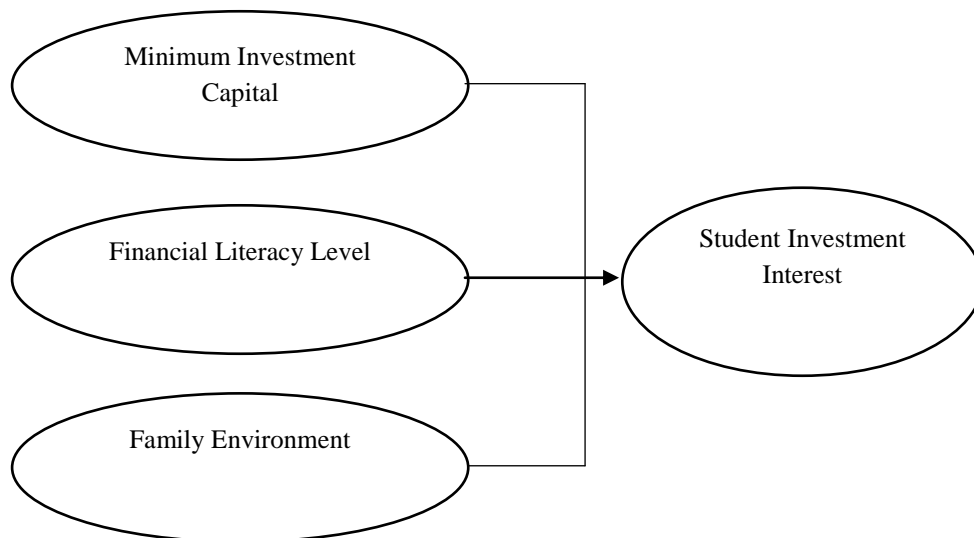 Minimum Investment
Capital
Financial Literacy Level
Student Investment
Interest
Family Environment